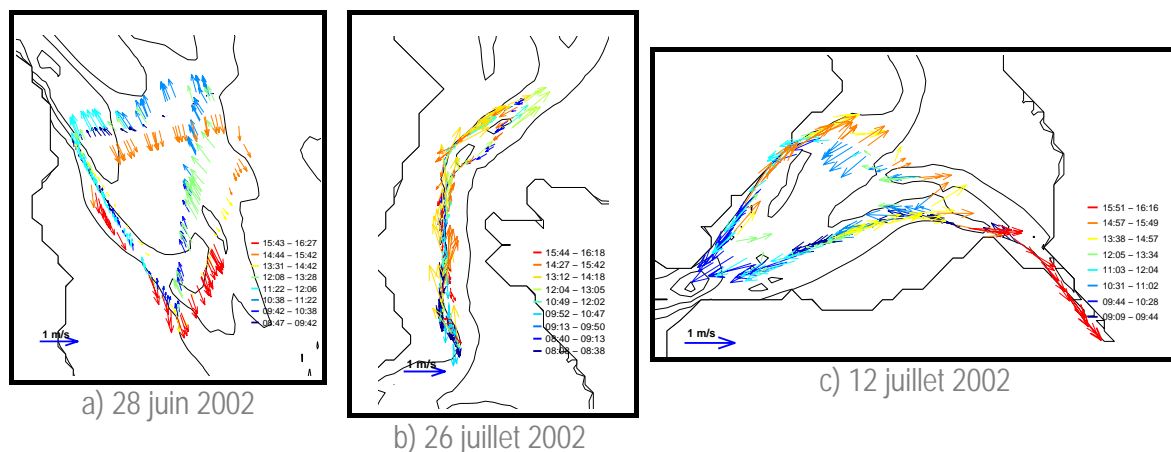 15:43 – 16:27
14:44 – 15:42
13:31 – 14:42
12:08 – 13:28
11:22 – 12:06
10:38 – 11:22
09:42 – 10:38
08:47 – 09:42
1 m/s
a) 28 juin 2002
15:44 – 16:18
14:27 – 15:42
13:12 – 14:18
12:04 – 13:05
10:49 – 12:02
09:52 – 10:47
09:13 – 09:50
08:40 – 09:13
08:08 – 08:38
1 m/s
b) 26 juillet 2002
15:51 – 16:16
14:57 – 15:49
13:38 – 14:57
12:05 – 13:34
11:03 – 12:04
10:31 – 11:02
09:44 – 10:28
09:09 – 09:44
1 m/s
c) 12 juillet 2002